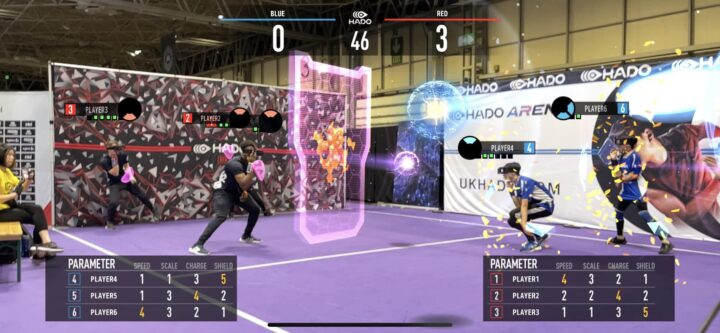 BLUE
HADO
RED
0
46
3
3 PLAYER3
2 PLAYER2
PLAYER6 6
PLAYER4 4
HADO
HADO
HADO ARENA
HADO
PARAMETER SPEED SCALE CHARGE SHIELD
4 PLAYER4 1 1 3 5
5 PLAYER5 1 3 4 2
6 PLAYER6 4 3 2 1
PARAMETER SPEED SCALE CHARGE SHIELD
1 PLAYER1 4 3 2 1
2 PLAYER2 2 2 4 2
3 PLAYER3 1 1 3 5